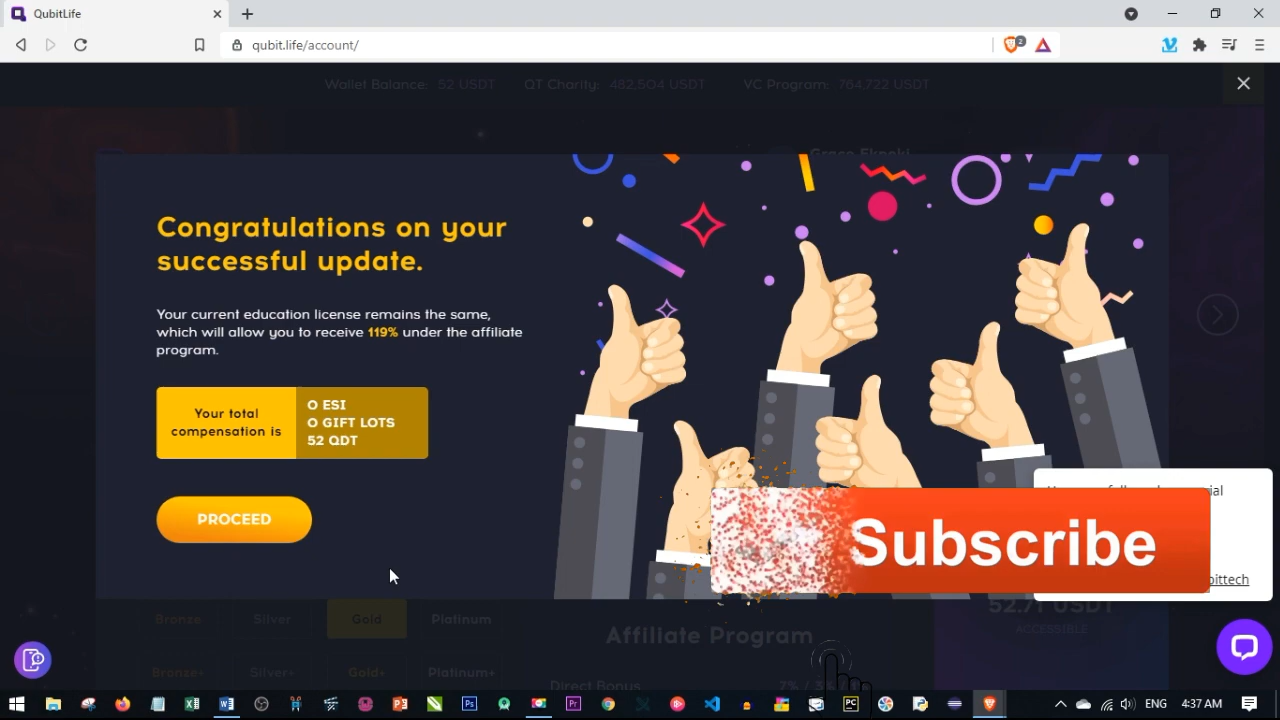 QubitLife
qubit.life/account/
2
Wallet Balance: 52 USDT QT Charity: 482,504 USDT VC Program: 784,722 USDT
Congratulations on your
successful update.
Your current education license remains the same,
which will allow you to receive 119% under the affiliate
program.
Your total
compensation is
0 ESI
0 GIFT LOTS
52 QDT
PROCEED
Subscribe
Bronze Silver Gold Platinum
Affiliate Program
52.71 USDT
ACCESSIBLE
Bronze+ Silver+ Gold+ Platinum+
Direct Bonus
ENG 4:37 AM